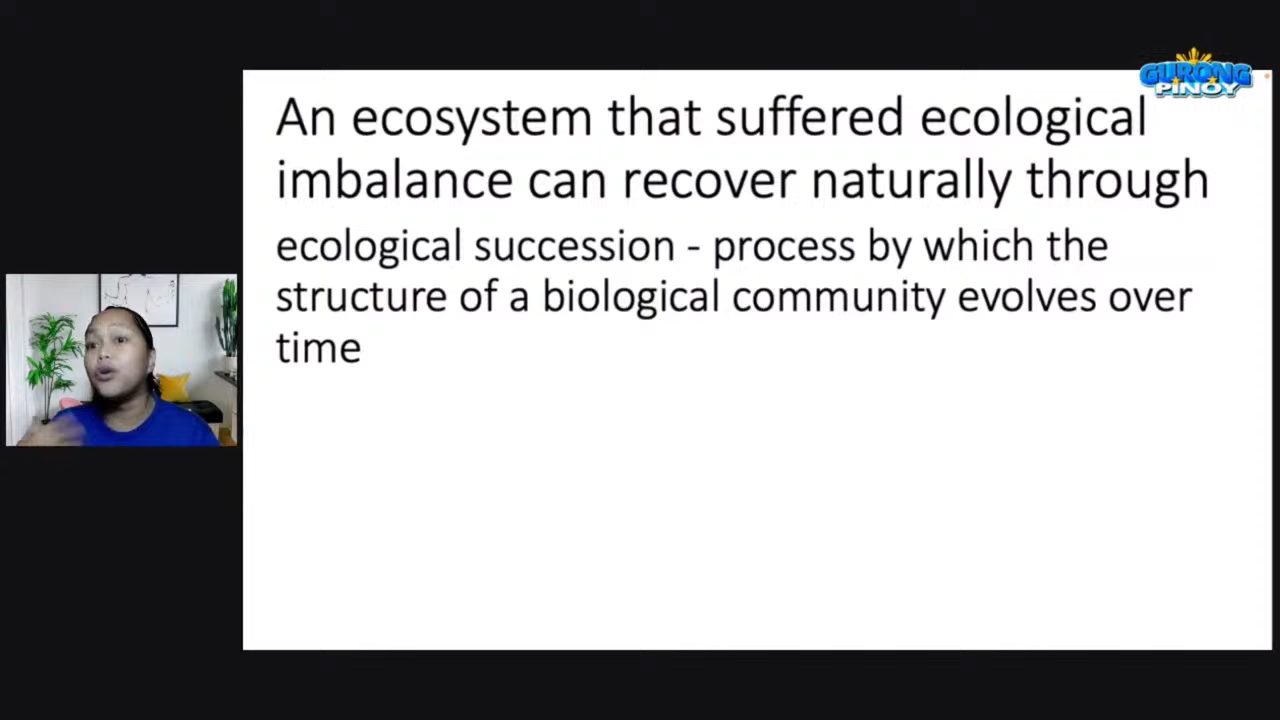 GURONG
PINOY
An ecosystem that suffered ecological
imbalance can recover naturally through
ecological succession - process by which the
structure of a biological community evolves over
time